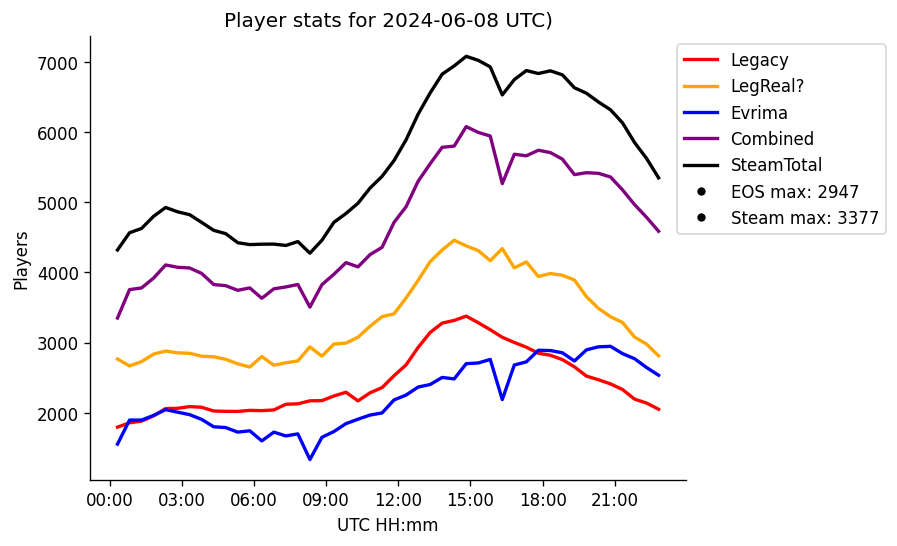 Player stats for 2024-06-08 UTC)
Players
7000
6000
5000
4000
3000
2000
00:00 03:00 06:00 09:00 12:00 15:00 18:00 21:00
UTC HH:mm
Legacy
LegReal?
Evrima
Combined
SteamTotal
EOS max: 2947
Steam max: 3377